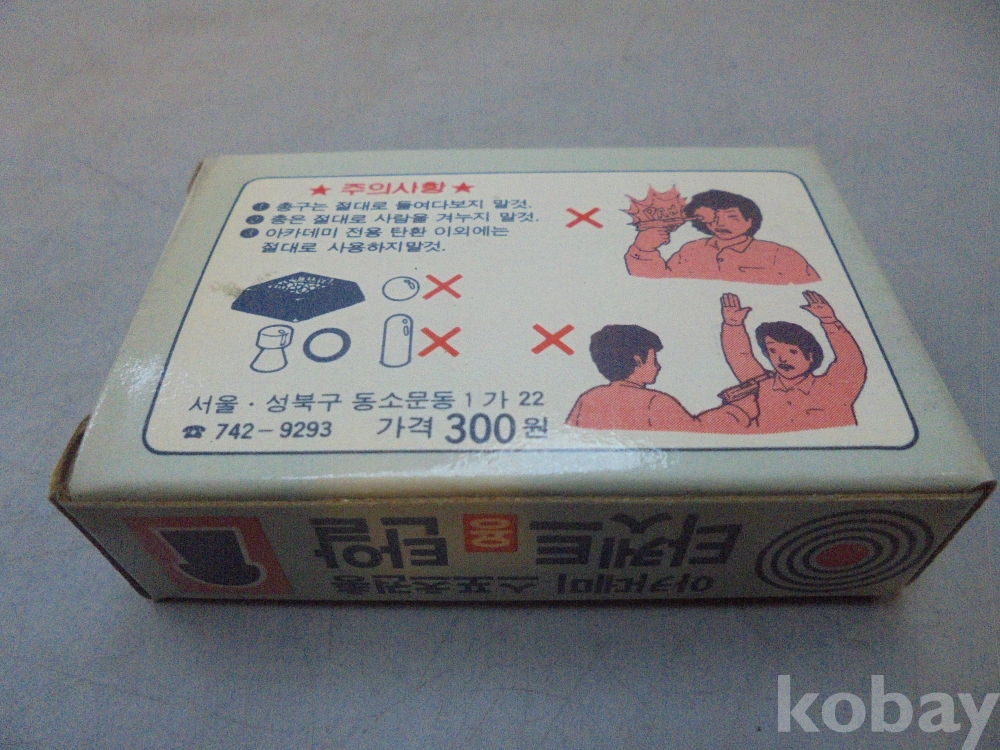 ★ 주의사항 ★
❶ 총구는 절대로 들여다보지 말것.
❷ 총은 절대로 사람을 겨누지 말것.
❸ 아카데미 전용 탄환 이외에는
절대로 사용하지말것.
서울 · 성북구 동소문동 1 가 22
☎ 742-9293 가격 300 원
아카데미 스포츠권총
타켓트 용 탄알
kobay